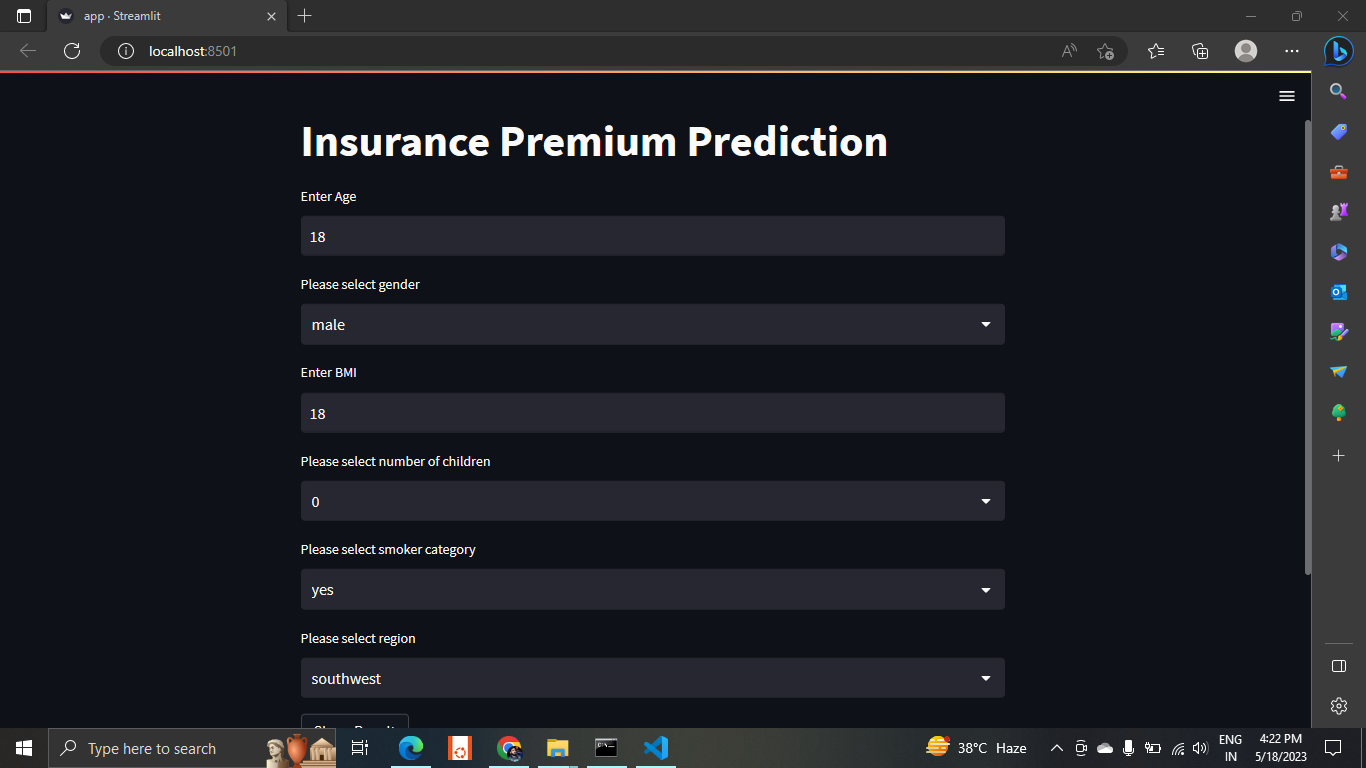 app · Streamlit
localhost:8501
Insurance Premium Prediction
Enter Age
18
Please select gender
male
Enter BMI
18
Please select number of children
0
Please select smoker category
yes
Please select region
southwest
Type here to search
38°C Haze
ENG
IN
4:22 PM
5/18/2023